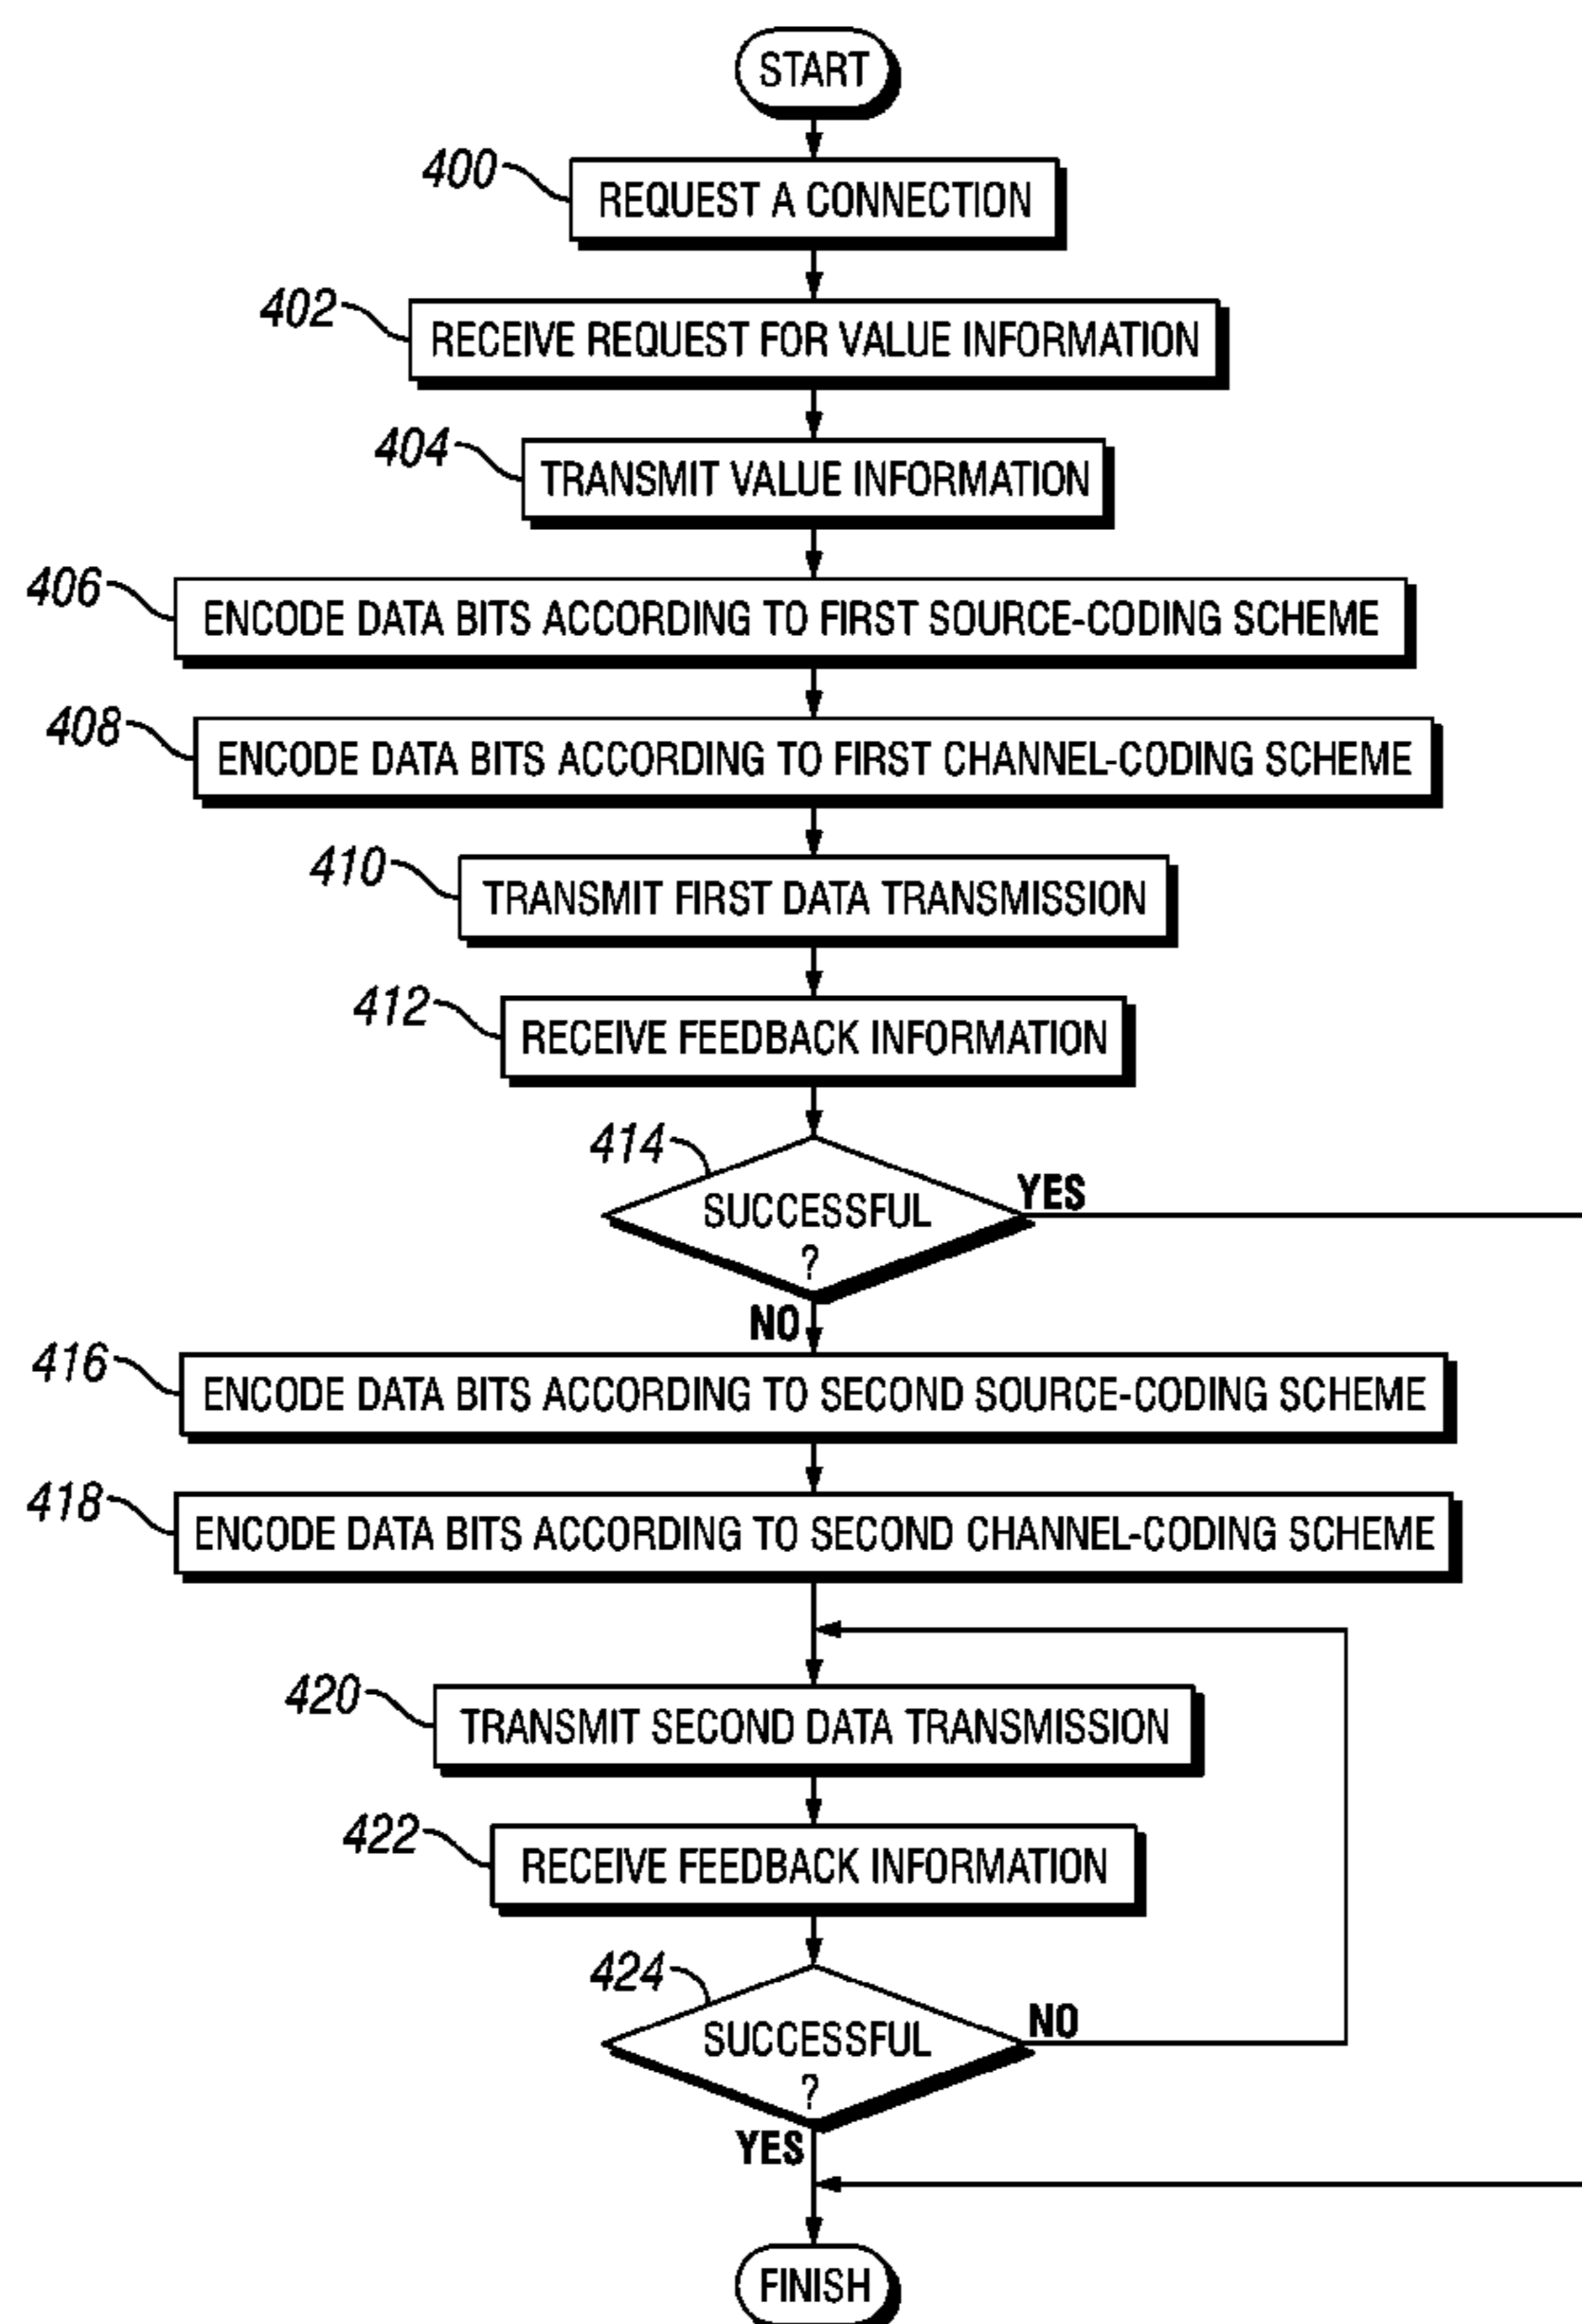 START
400
REQUEST A CONNECTION
402
RECEIVE REQUEST FOR VALUE INFORMATION
404
TRANSMIT VALUE INFORMATION
406
ENCODE DATA BITS ACCORDING TO FIRST SOURCE-CODING SCHEME
408
ENCODE DATA BITS ACCORDING TO FIRST CHANNEL-CODING SCHEME
410
TRANSMIT FIRST DATA TRANSMISSION
412
RECEIVE FEEDBACK INFORMATION
414
SUCCESSFUL
?
YES
NO
416
ENCODE DATA BITS ACCORDING TO SECOND SOURCE-CODING SCHEME
418
ENCODE DATA BITS ACCORDING TO SECOND CHANNEL-CODING SCHEME
420
TRANSMIT SECOND DATA TRANSMISSION
422
RECEIVE FEEDBACK INFORMATION
424
SUCCESSFUL
?
NO
YES
FINISH